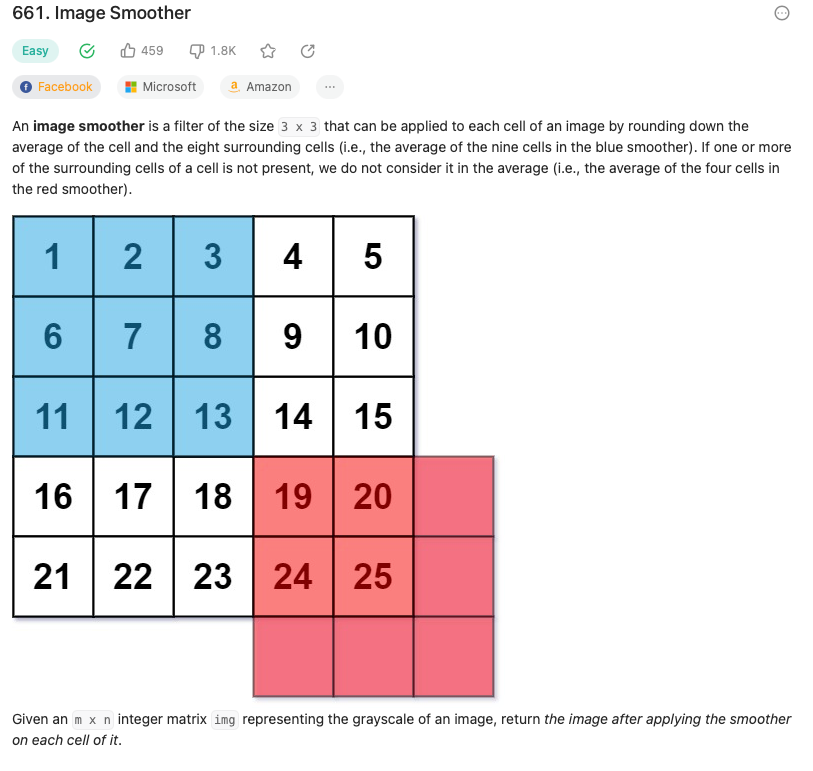 661. Image Smoother
Easy 459 1.8K
Facebook Microsoft Amazon ...
An image smoother is a filter of the size 3 x 3 that can be applied to each cell of an image by rounding down the
average of the cell and the eight surrounding cells (i.e., the average of the nine cells in the blue smoother). If one or more
of the surrounding cells of a cell is not present, we do not consider it in the average (i.e., the average of the four cells in
the red smoother).
1 2 3 4 5
6 7 8 9 10
11 12 13 14 15
16 17 18 19 20
21 22 23 24 25
Given an m x n integer matrix img representing the grayscale of an image, return the image after applying the smoother
on each cell of it.